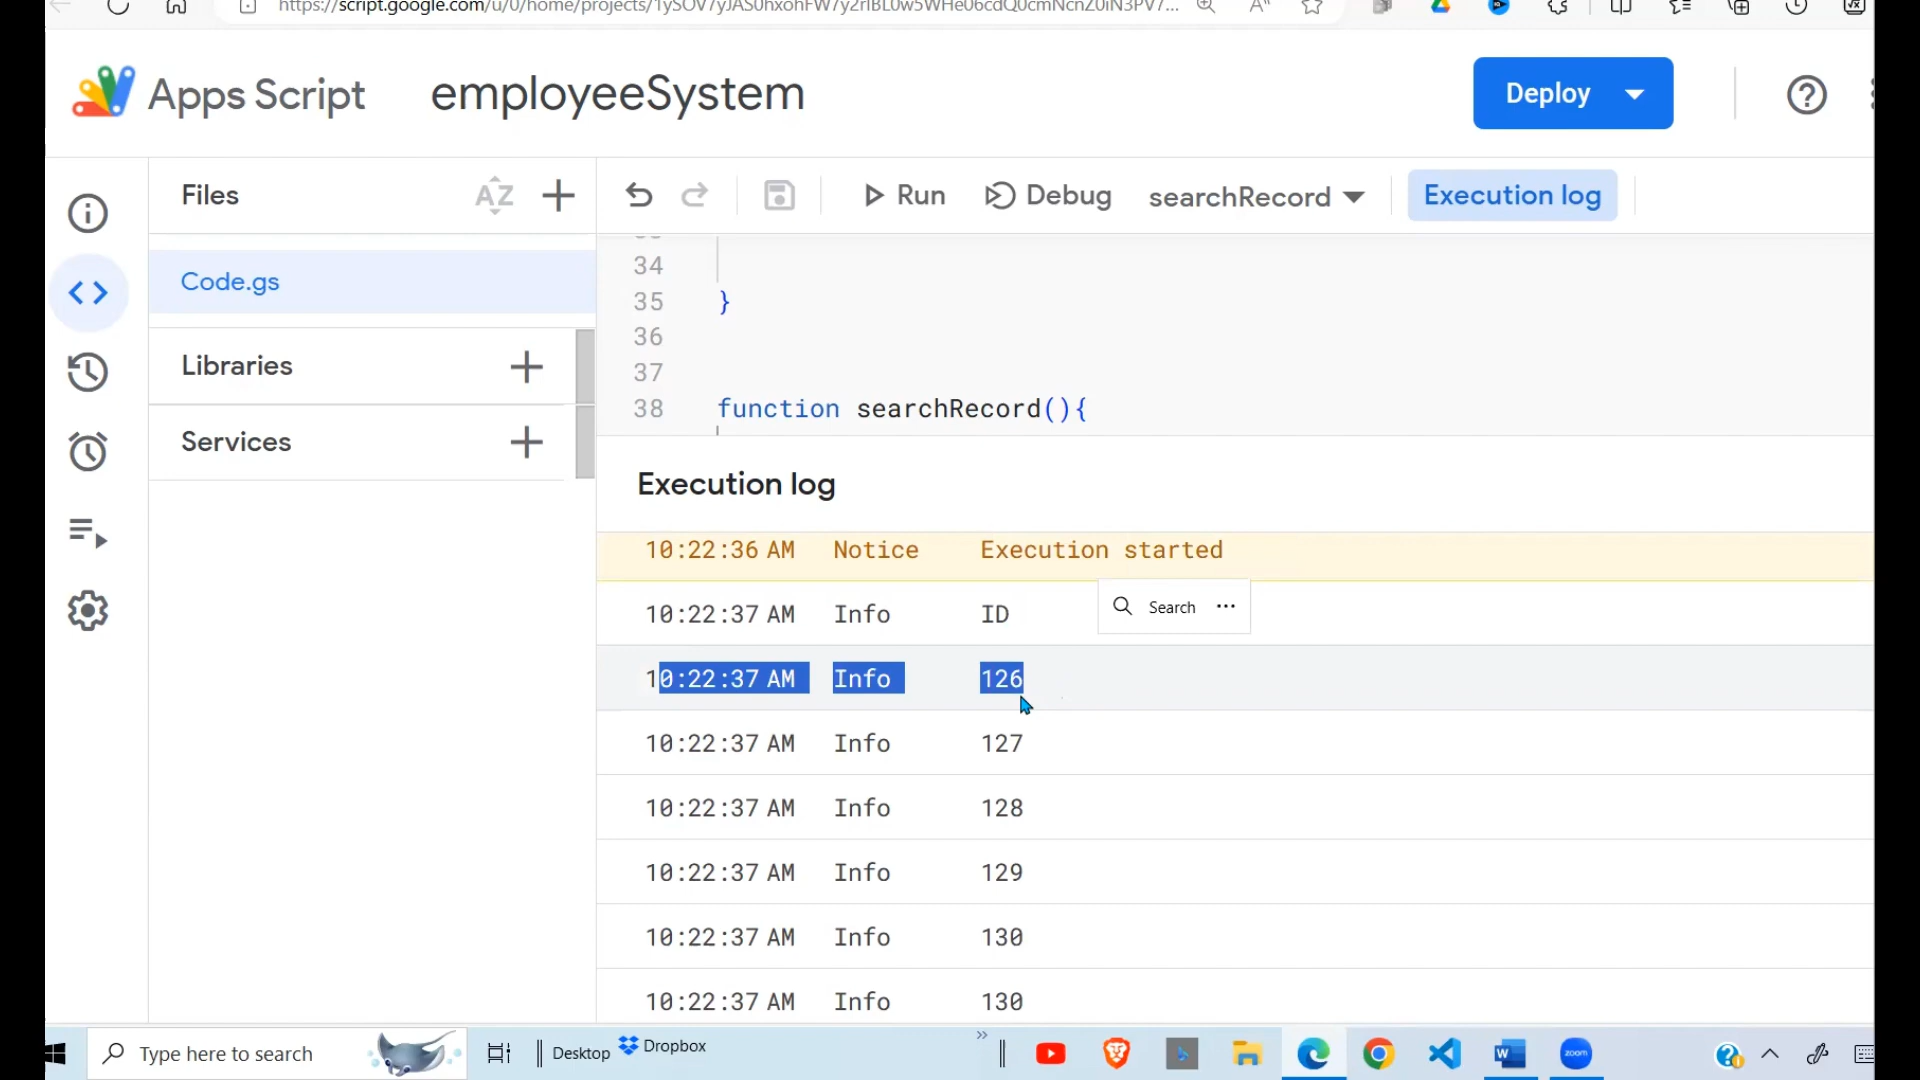 Apps Script employeeSystem Deploy
Files AZ Run Debug searchRecord Execution log
34
Code.gs
35 }
36
Libraries
37
38 function searchRecord(){
Services
Execution log
10:22:36 AM Notice Execution started
10:22:37 AM Info ID
Search
10:22:37 AM Info 126
10:22:37 AM Info 127
10:22:37 AM Info 128
10:22:37 AM Info 129
10:22:37 AM Info 130
10:22:37 AM Info 130
Type here to search Desktop Dropbox zoom